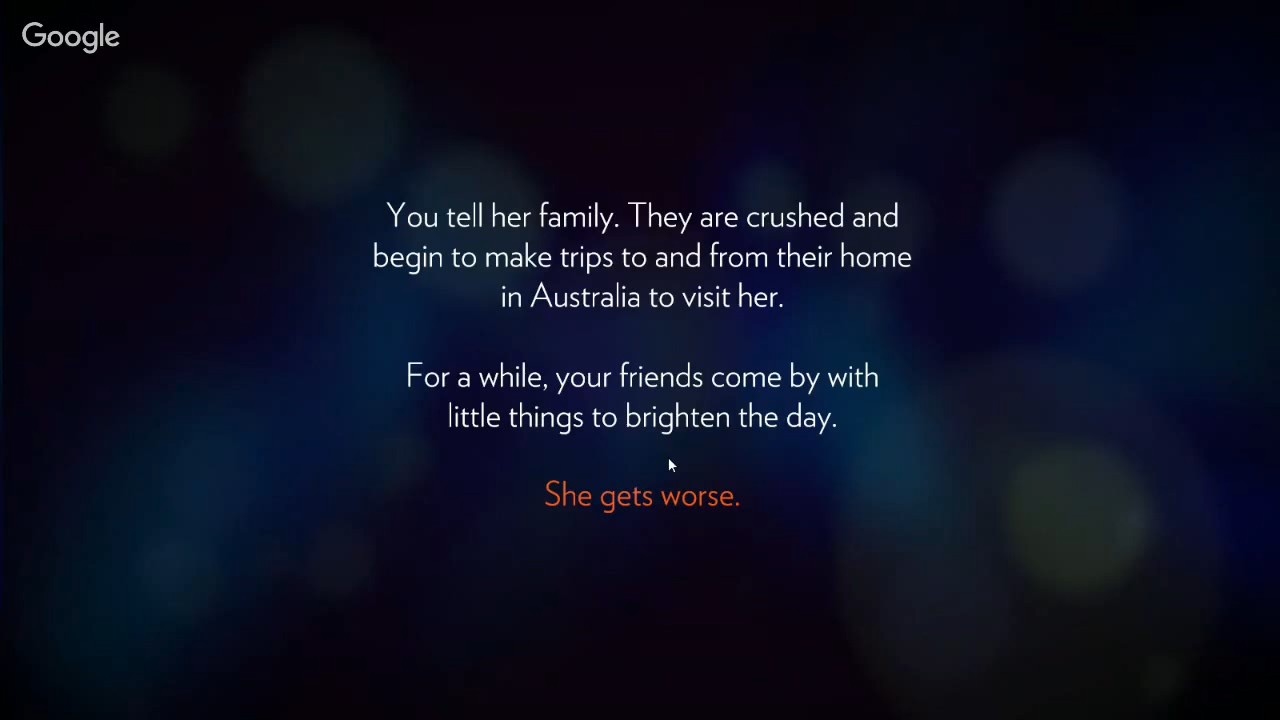 Google
You tell her family. They are crushed and
begin to make trips to and from their home
in Australia to visit her.
For a while, your friends come by with
little things to brighten the day.
She gets worse.